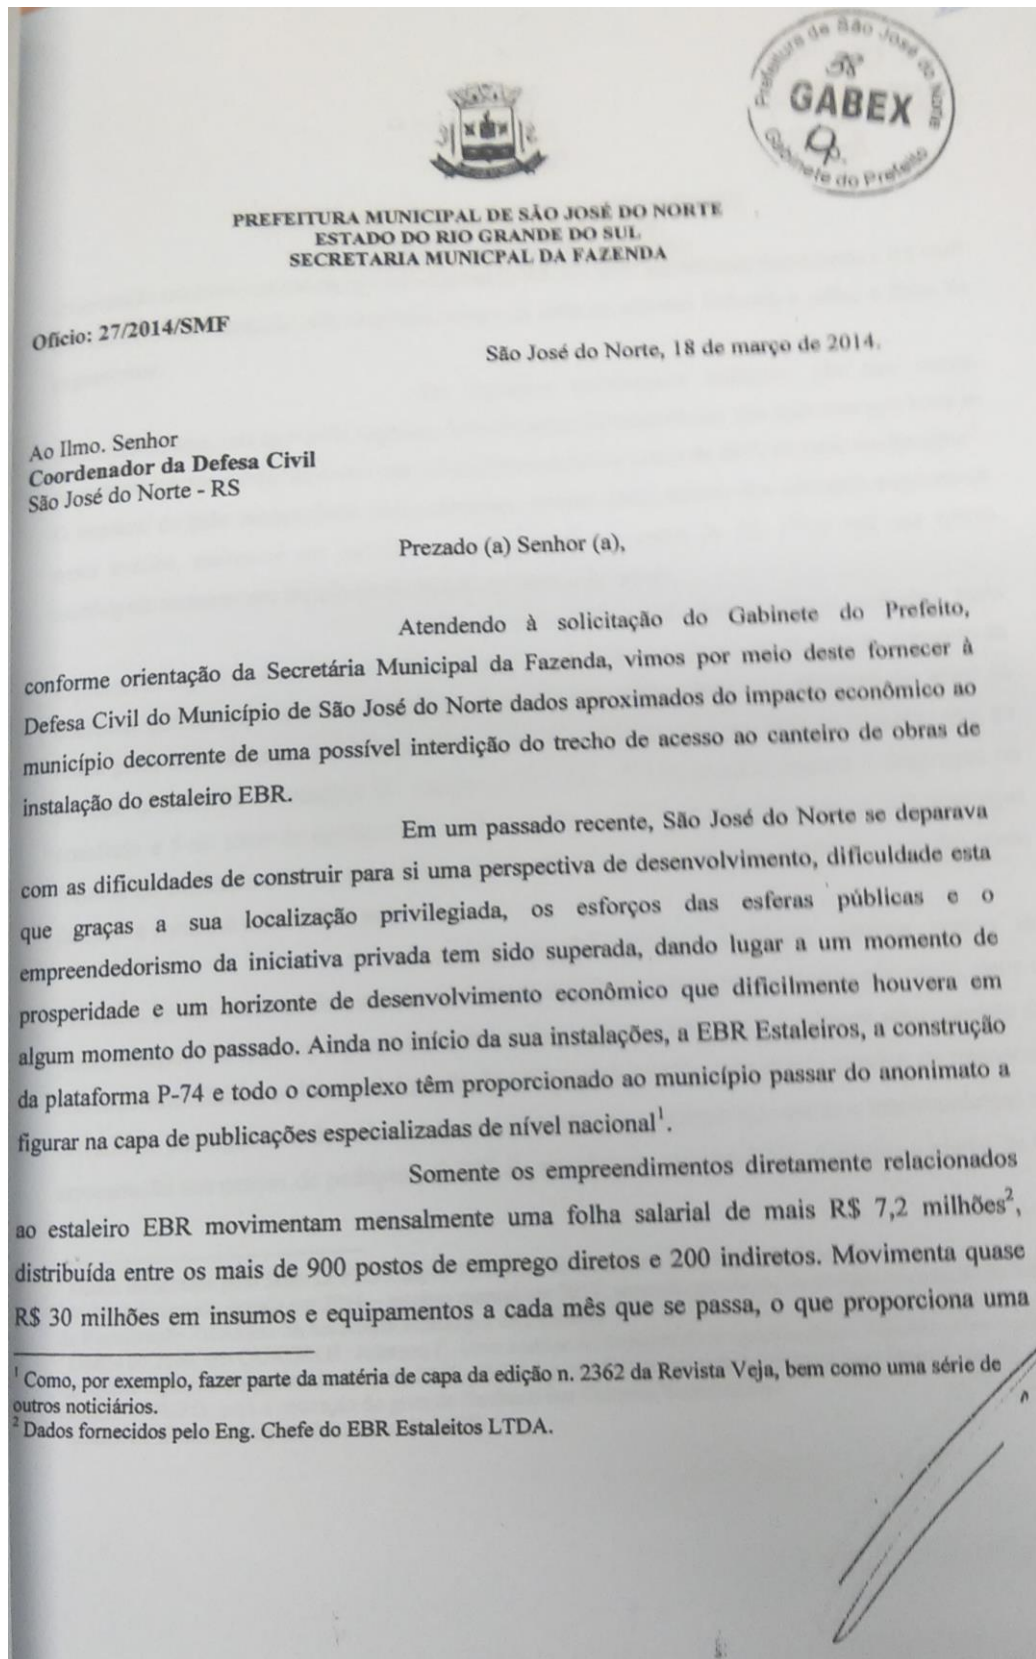 Prefeitura de São José do Norte
38
GABEX
Gabinete do Prefeito
PREFEITURA MUNICIPAL DE SÃO JOSÉ DO NORTE
ESTADO DO RIO GRANDE DO SUL
SECRETARIA MUNICPAL DA FAZENDA
Ofício: 27/2014/SMF
São José do Norte, 18 de março de 2014.
Ao Ilmo. Senhor
Coordenador da Defesa Civil
São José do Norte - RS
Prezado (a) Senhor (a),
Atendendo à solicitação do Gabinete do Prefeito,
conforme orientação da Secretária Municipal da Fazenda, vimos por meio deste fornecer à
Defesa Civil do Município de São José do Norte dados aproximados do impacto econômico ao
município decorrente de uma possível interdição do trecho de acesso ao canteiro de obras de
instalação do estaleiro EBR.
Em um passado recente, São José do Norte se deparava
com as dificuldades de construir para si uma perspectiva de desenvolvimento, dificuldade esta
que graças a sua localização privilegiada, os esforços das esferas públicas e o
empreendedorismo da iniciativa privada tem sido superada, dando lugar a um momento de
prosperidade e um horizonte de desenvolvimento econômico que dificilmente houvera em
algum momento do passado. Ainda no início da sua instalações, a EBR Estaleiros, a construção
da plataforma P-74 e todo o complexo têm proporcionado ao município passar do anonimato a
figurar na capa de publicações especializadas de nível nacional¹.
Somente os empreendimentos diretamente relacionados
ao estaleiro EBR movimentam mensalmente uma folha salarial de mais R$ 7,2 milhões²,
distribuída entre os mais de 900 postos de emprego diretos e 200 indiretos. Movimenta quase
R$ 30 milhões em insumos e equipamentos a cada mês que se passa, o que proporciona uma
¹ Como, por exemplo, fazer parte da matéria de capa da edição n. 2362 da Revista Veja, bem como uma série de
outros noticiários.
² Dados fornecidos pelo Eng. Chefe do EBR Estaleitos LTDA.